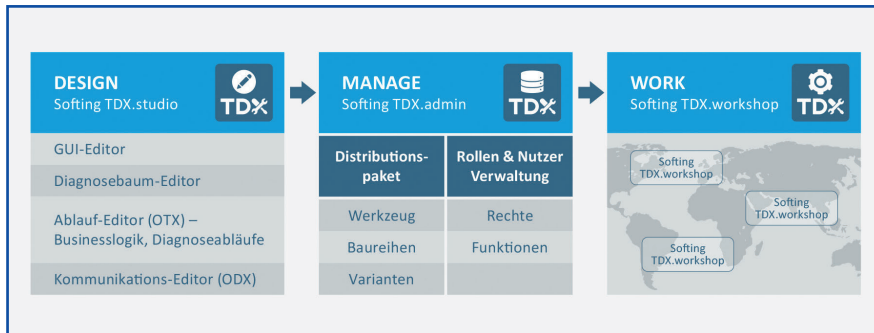 DESIGN
Softing TDX.studio
TDX
GUI-Editor
Diagnosebaum-Editor
Ablauf-Editor (OTX) –
Businesslogik, Diagnoseabläufe
Kommunikations-Editor (ODX)
MANAGE
Softing TDX.admin
TDX
Distributions-
paket
Werkzeug
Baureihen
Varianten
Rollen & Nutzer
Verwaltung
Rechte
Funktionen
WORK
Softing TDX.workshop
TDX
Softing
TDX.workshop
Softing
TDX.workshop
Softing
TDX.workshop